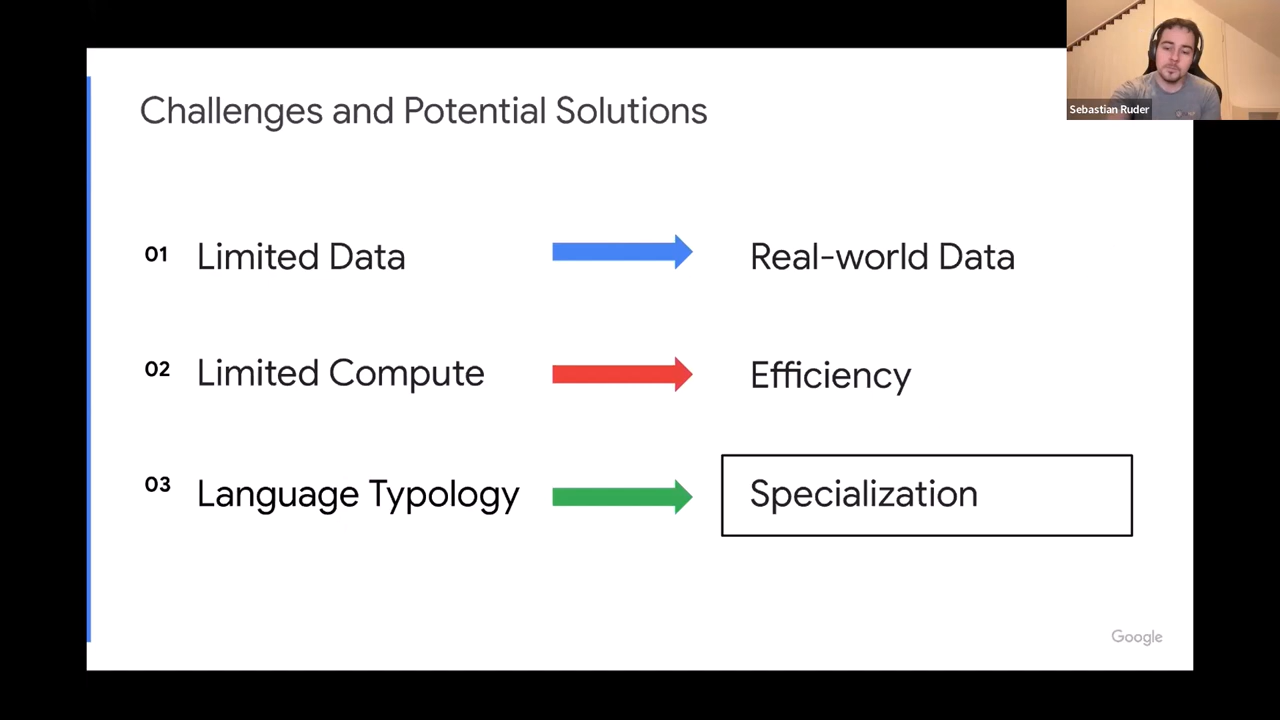 Challenges and Potential Solutions
Sebastian Ruder
01 Limited Data Real-world Data
02 Limited Compute Efficiency
03 Language Typology Specialization
Google